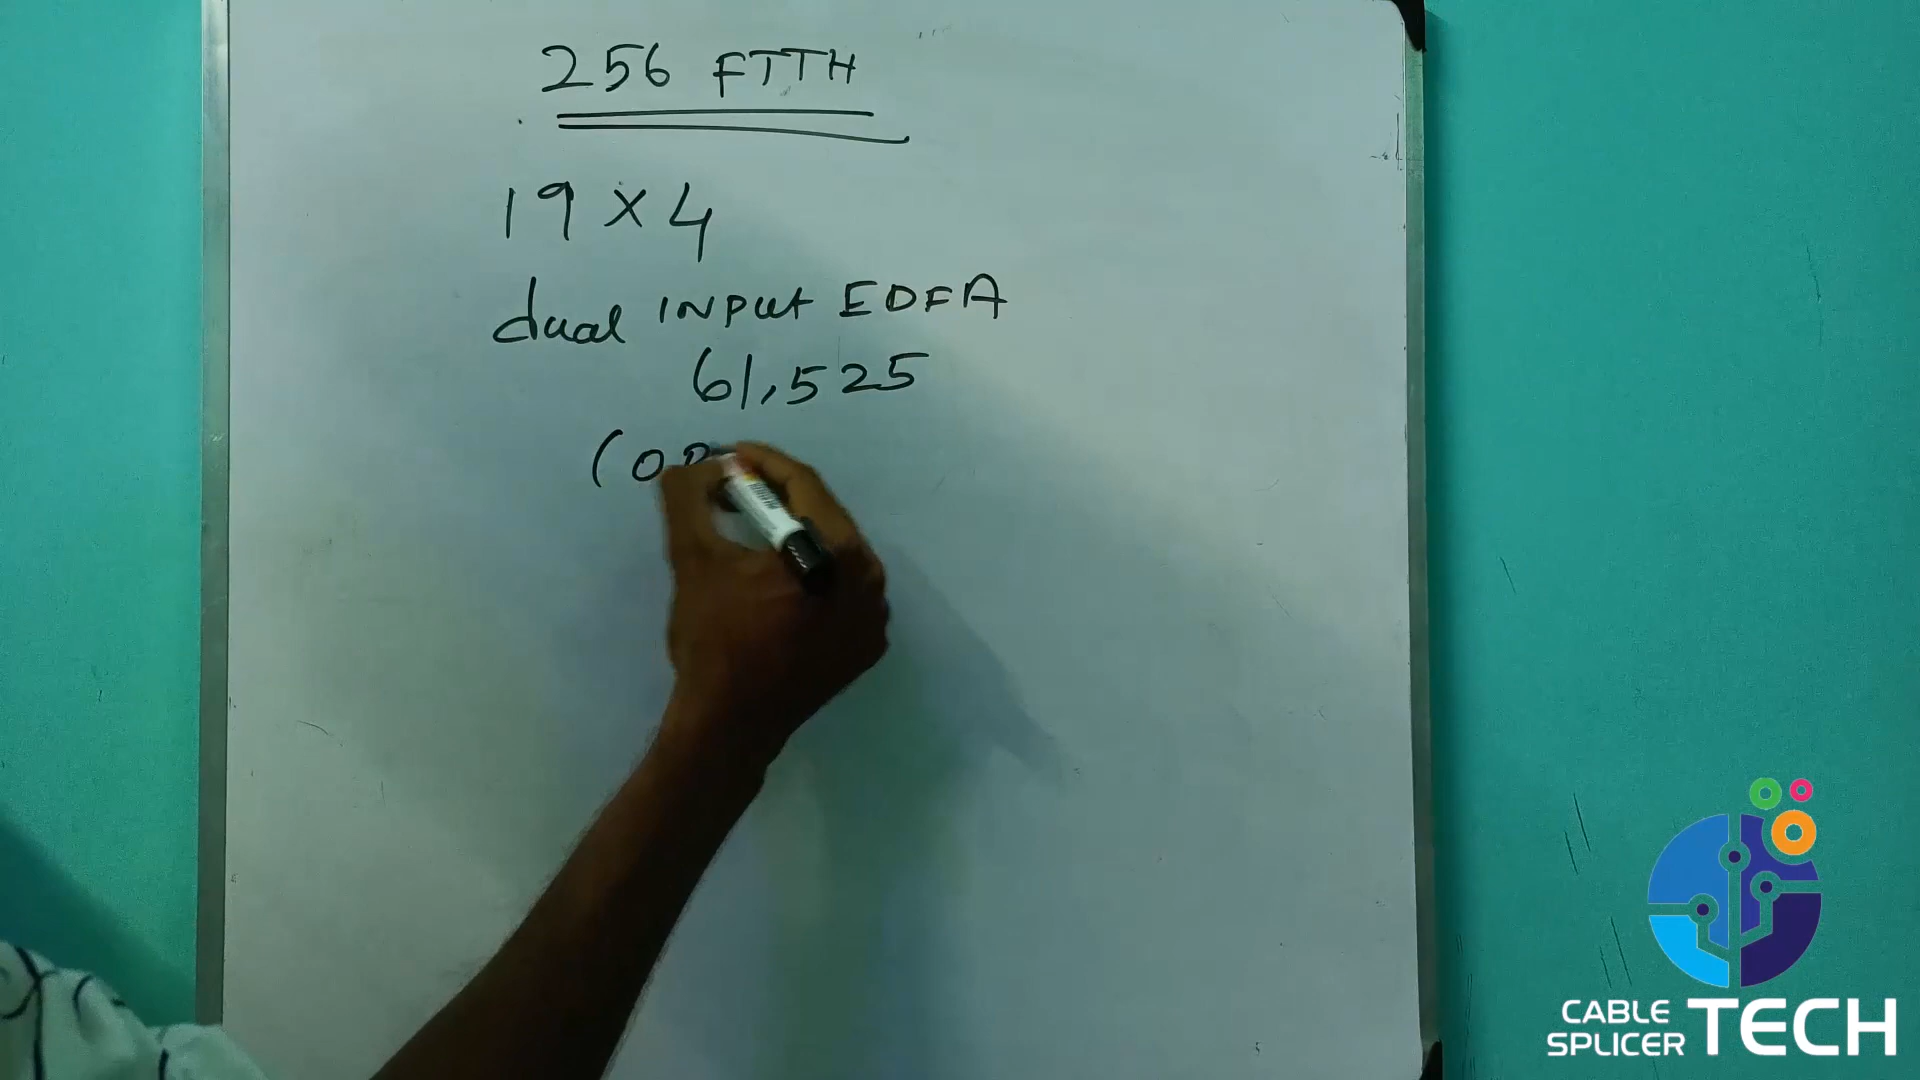 256 FTTH
19 × 4
dual INPut EDFA
61,525
CABLE
SPLICER TECH